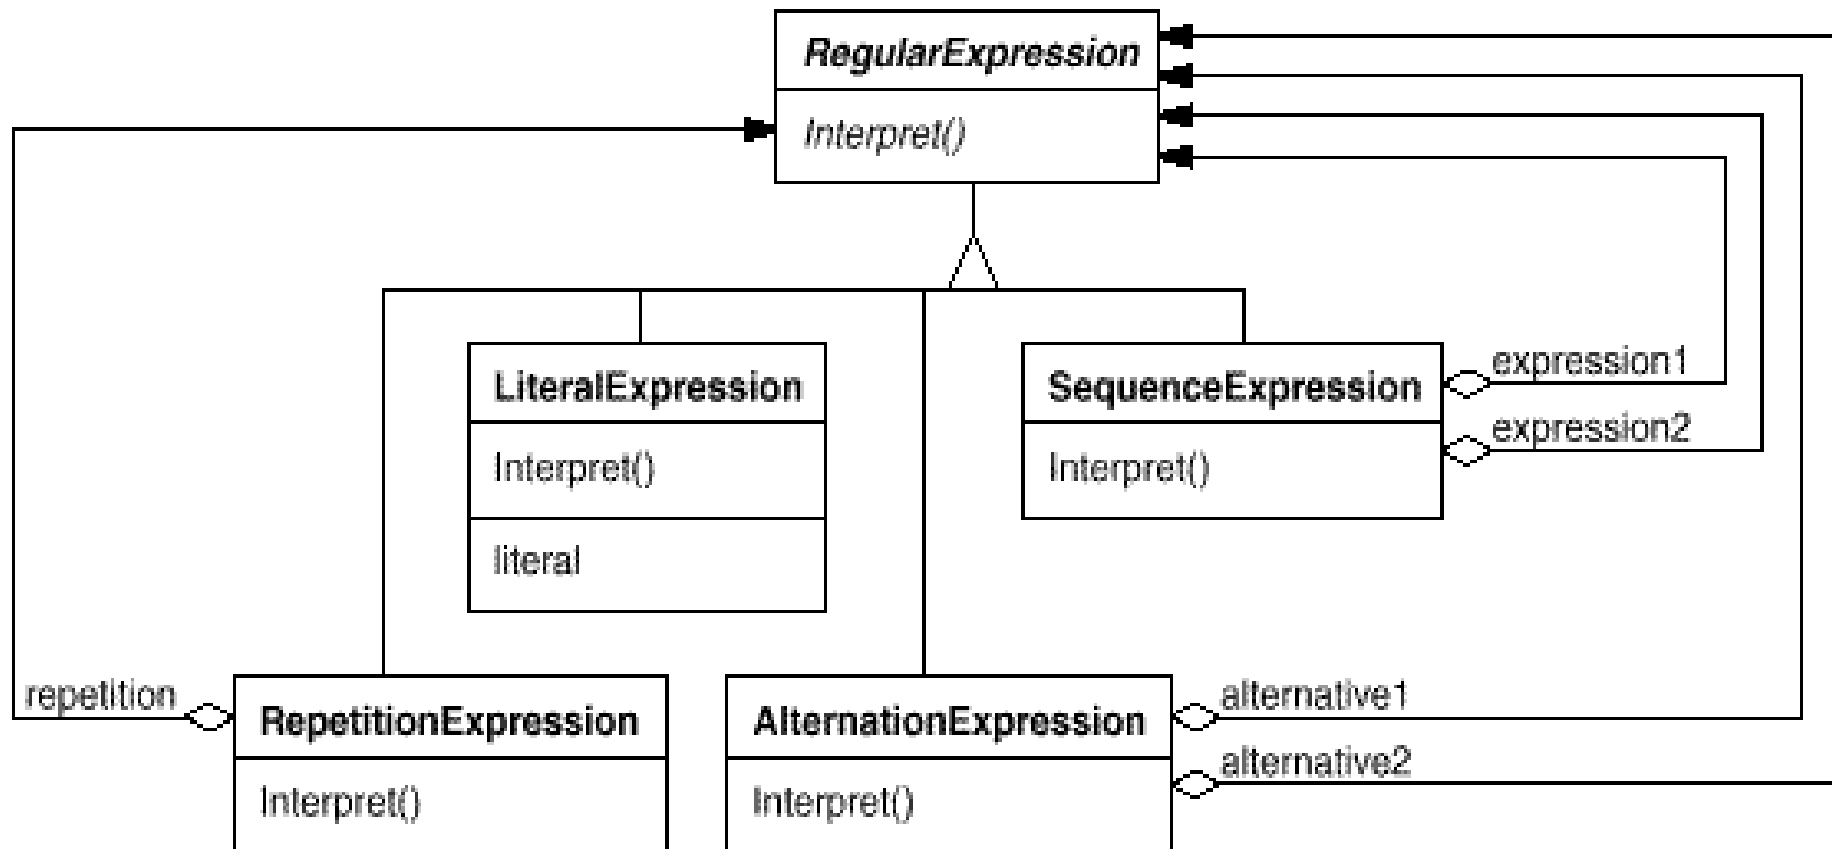 RegularExpression
Interpret()
LiteralExpression
Interpret()
literal
SequenceExpression
Interpret()
expression1
expression2
repetition
RepetitionExpression
Interpret()
AlternationExpression
Interpret()
alternative1
alternative2